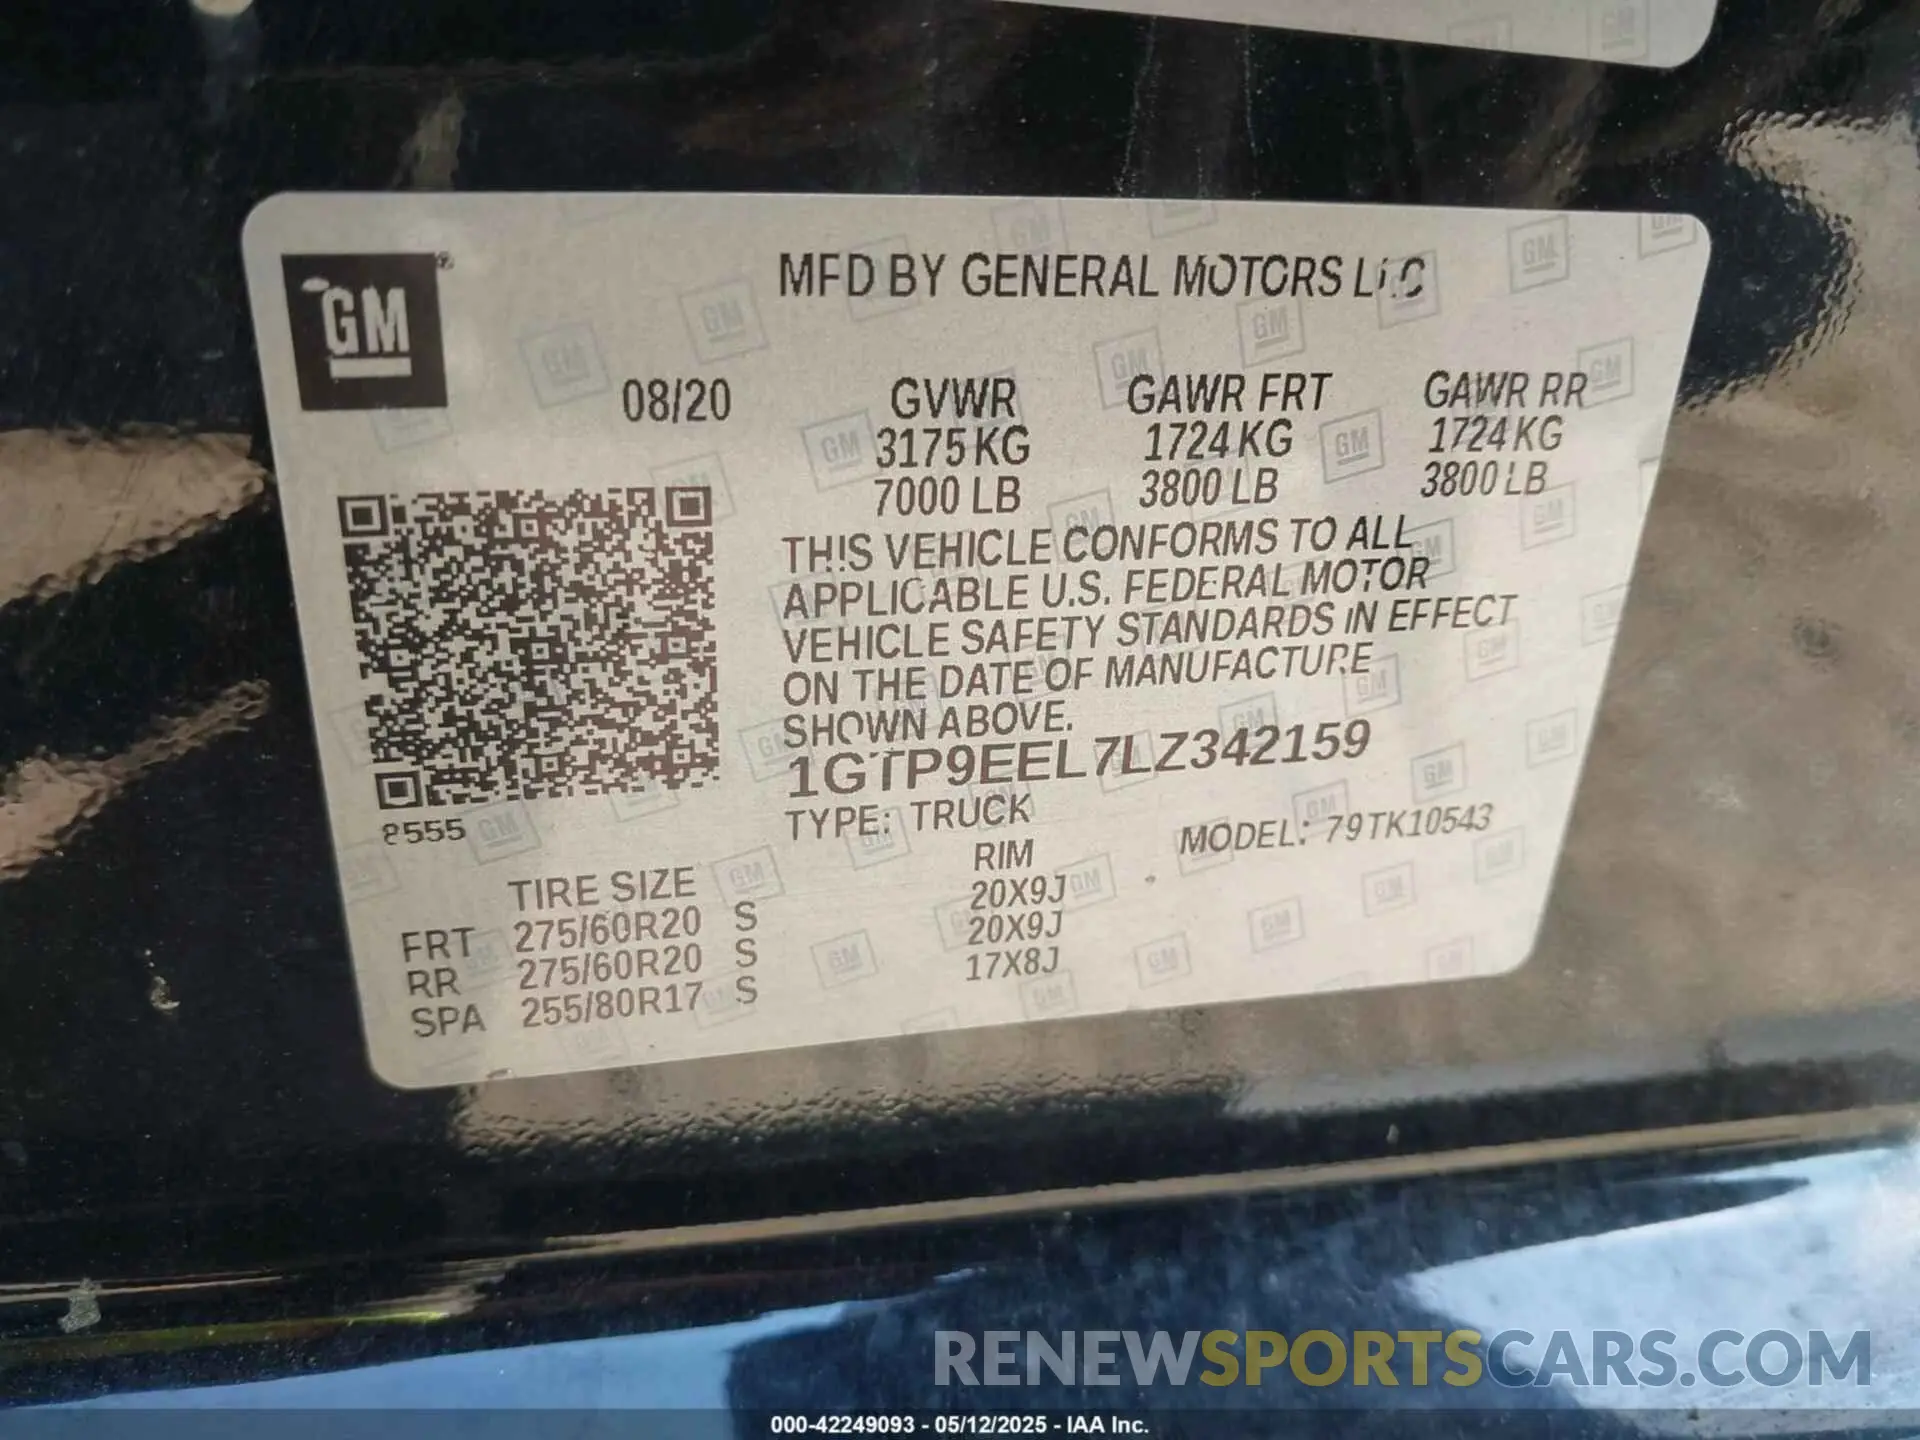 GM
MFD BY GENERAL MOTORS LLC
08/20 GVWR GAWR FRT GAWR RR
3175 KG 1724 KG 1724 KG
7000 LB 3800 LB 3800 LB
THIS VEHICLE CONFORMS TO ALL
APPLICABLE U.S. FEDERAL MOTOR
VEHICLE SAFETY STANDARDS IN EFFECT
ON THE DATE OF MANUFACTURE
SHOWN ABOVE.
1GTP9EEL7LZ342159
TYPE: TRUCK MODEL: 79TK10543
8555
TIRE SIZE RIM
FRT 275/60R20 S 20X9J
RR 275/60R20 S 20X9J
SPA 255/80R17 S 17X8J
RENEWSPORTSCARS.COM
000-42249093 - 05/12/2025 - IAA Inc.